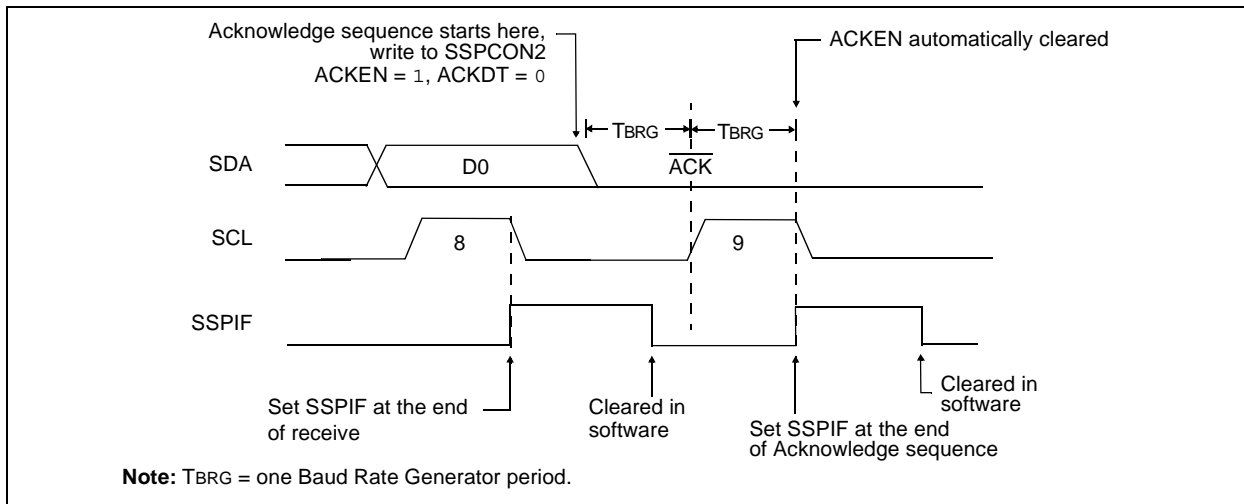 Acknowledge sequence starts here,
write to SSPCON2
ACKEN = 1, ACKDT = 0
ACKEN automatically cleared
TBRG
TBRG
SDA
D0
ACK
SCL
8
9
SSPIF
Set SSPIF at the end
of receive
Cleared in
software
Set SSPIF at the end
of Acknowledge sequence
Cleared in
software
Note: TBRG = one Baud Rate Generator period.